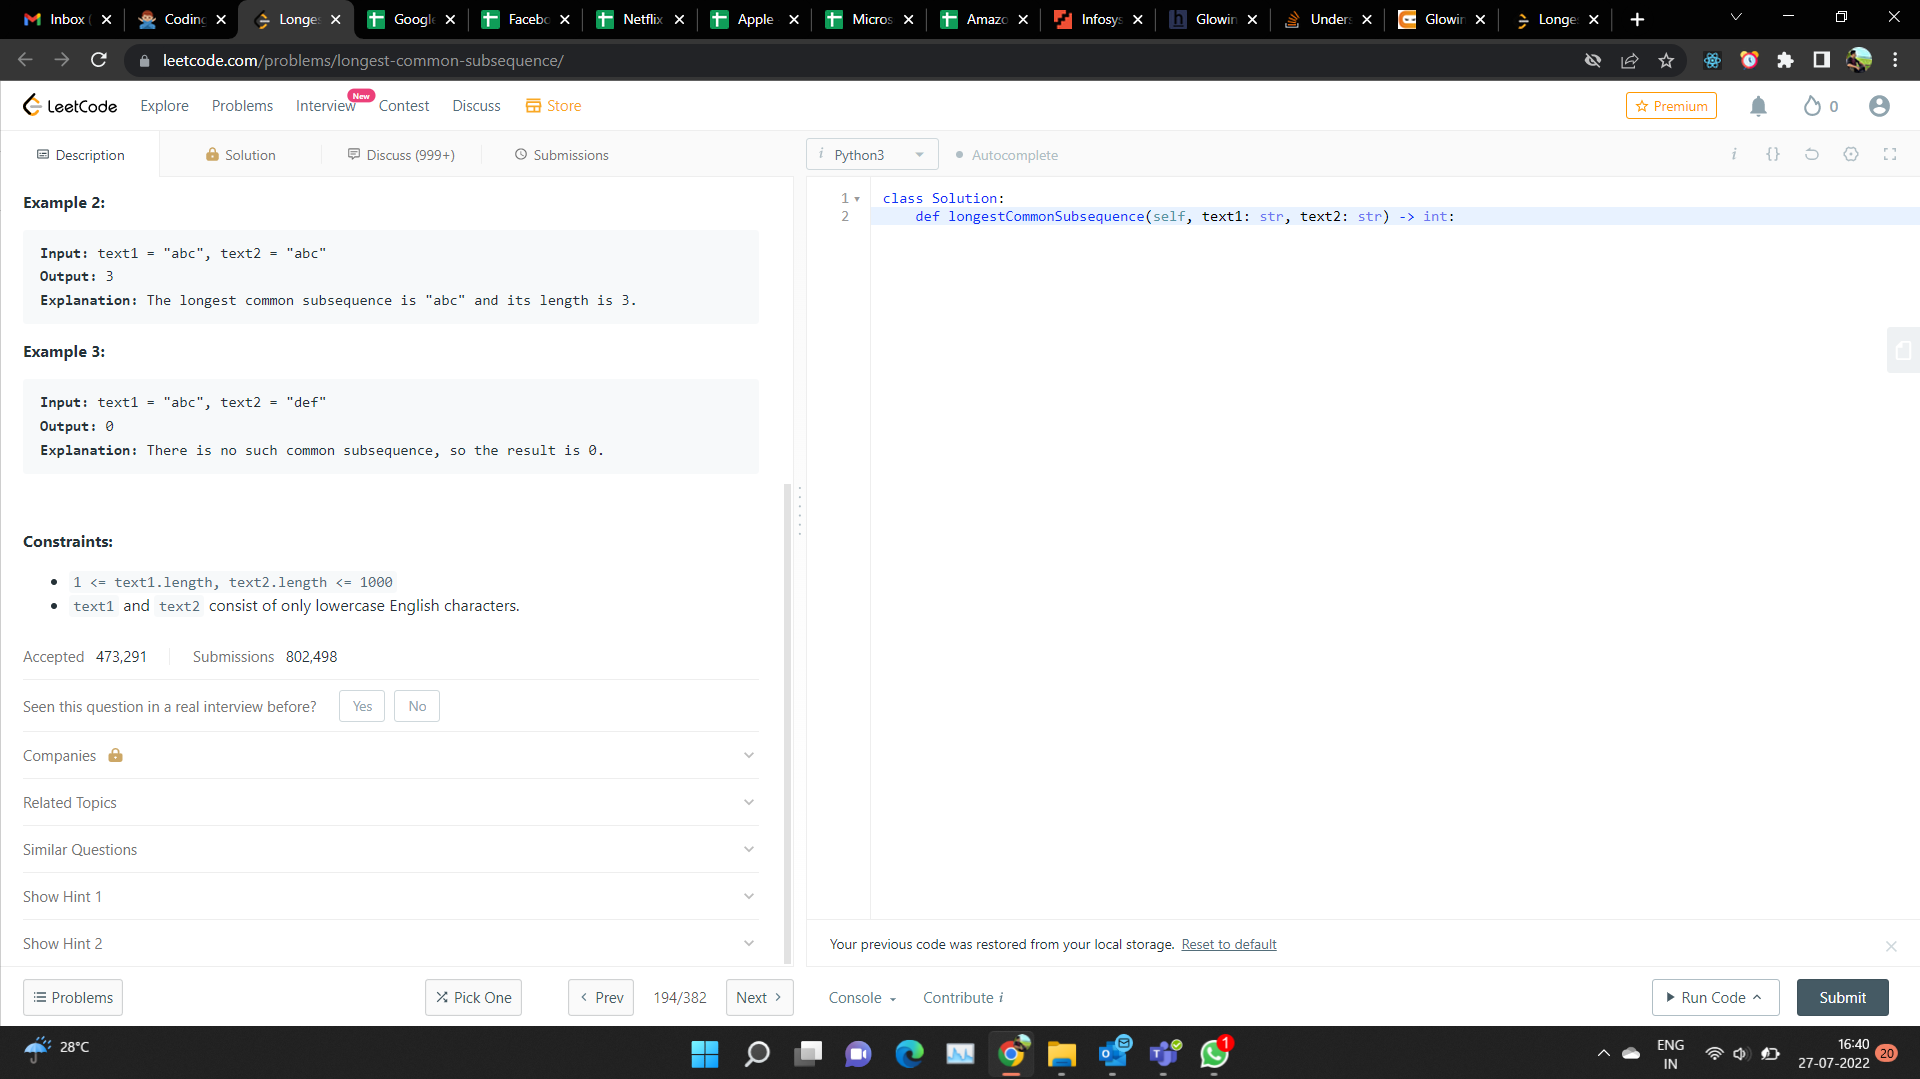 Inbox (
Coding
Longes
Google
Facebo
Netflix
Apple
Micros
Amazo
Infosys
Glowin
Unders
Glowin
Longe
leetcode.com/problems/longest-common-subsequence/
LeetCode
Explore
Problems
Interview
New
Contest
Discuss
Store
Premium
0
Description
Solution
Discuss (999+)
Submissions
i Python3
Autocomplete
i {}
Example 2:
Input: text1 = "abc", text2 = "abc"
Output: 3
Explanation: The longest common subsequence is "abc" and its length is 3.
Example 3:
Input: text1 = "abc", text2 = "def"
Output: 0
Explanation: There is no such common subsequence, so the result is 0.
Constraints:
1 <= text1.length, text2.length <= 1000
text1 and text2 consist of only lowercase English characters.
Accepted 473,291 Submissions 802,498
Seen this question in a real interview before? Yes No
Companies
Related Topics
Similar Questions
Show Hint 1
Show Hint 2
1 class Solution:
2 def longestCommonSubsequence(self, text1: str, text2: str) -> int:
Your previous code was restored from your local storage. Reset to default
Problems
Pick One
Prev
194/382
Next
Console
Contribute i
Run Code
Submit
28°C
1
ENG
IN
16:40
27-07-2022
20